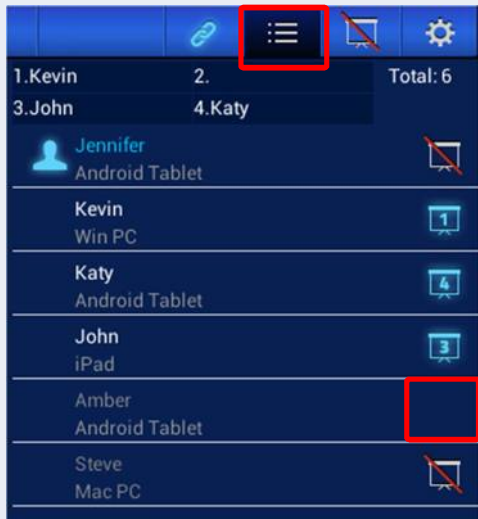 1.Kevin 2. Total: 6
3.John 4.Katy
Jennifer
Android Tablet
Kevin
Win PC
1
Katy
Android Tablet
4
John
iPad
3
Amber
Android Tablet
Steve
Mac PC